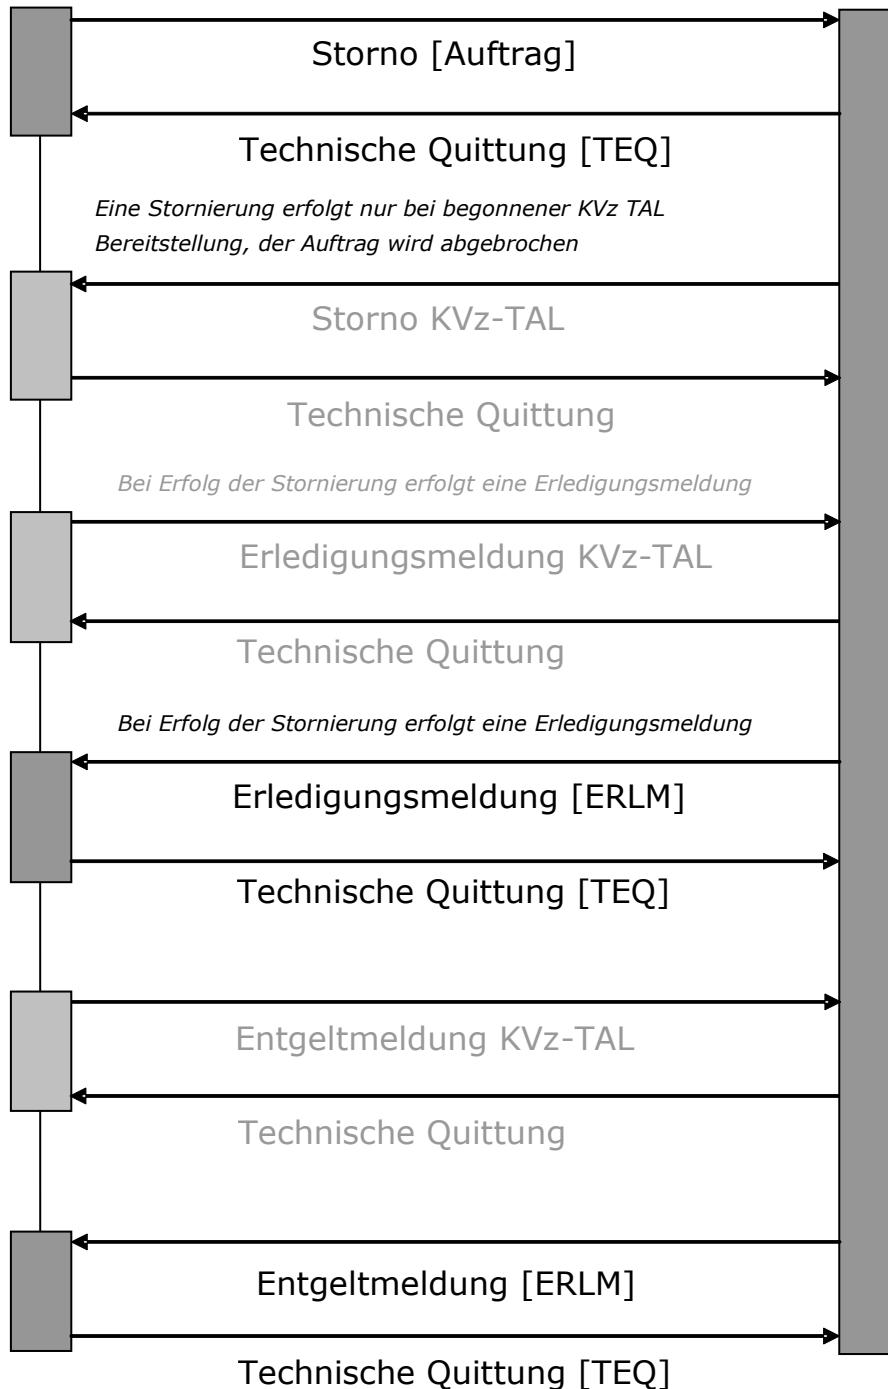 Storno [Auftrag]
Technische Quittung [TEQ]
Eine Stornierung erfolgt nur bei begonnener KVz TAL
Bereitstellung, der Auftrag wird abgebrochen
Storno KVz-TAL
Technische Quittung
Bei Erfolg der Stornierung erfolgt eine Erledigungsmeldung
Erledigungsmeldung KVz-TAL
Technische Quittung
Bei Erfolg der Stornierung erfolgt eine Erledigungsmeldung
Erledigungsmeldung [ERLM]
Technische Quittung [TEQ]
Entgeltmeldung KVz-TAL
Technische Quittung
Entgeltmeldung [ERLM]
Technische Quittung [TEQ]